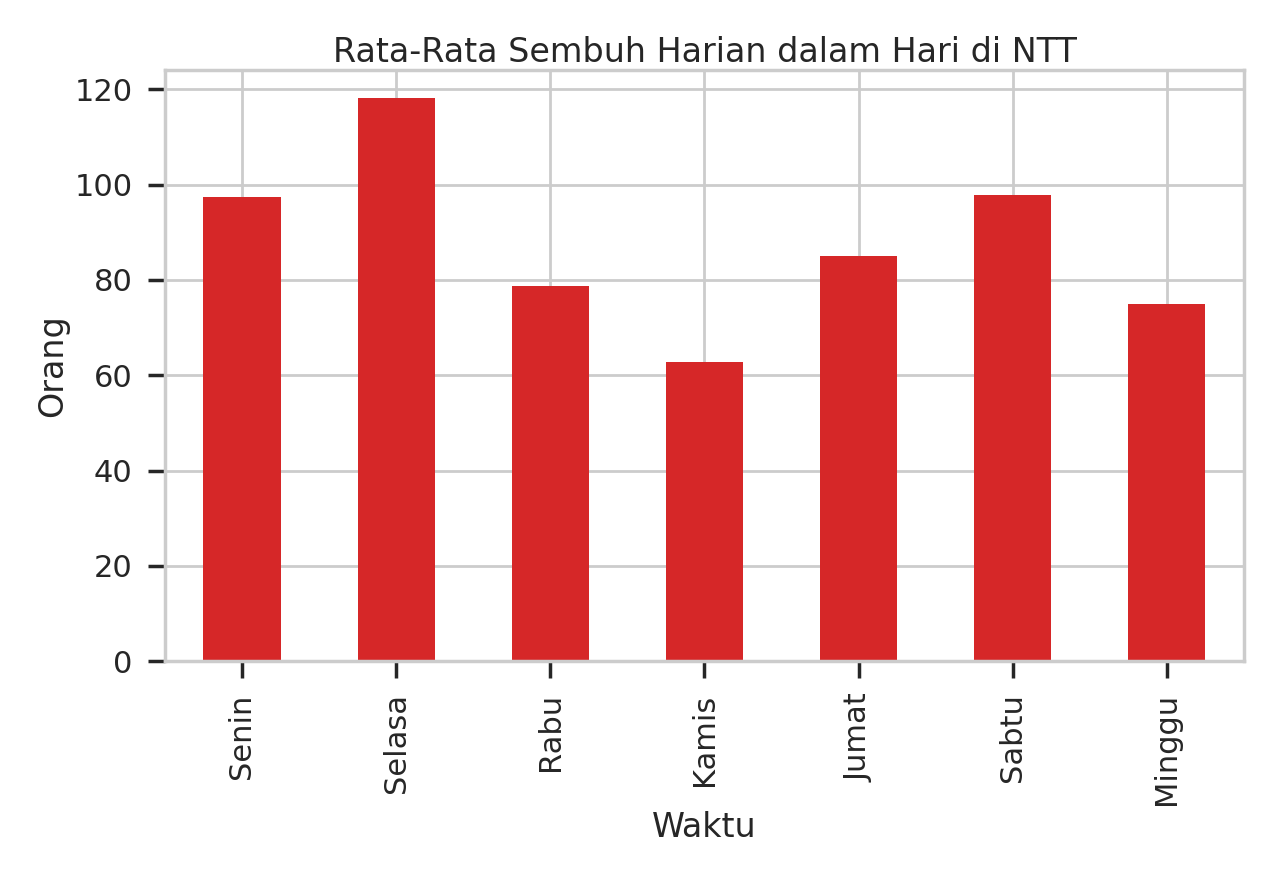 Rata-Rata Sembuh Harian dalam Hari di NTT
120
100
80
60
40
20
0
Orang
Senin
Selasa
Rabu
Kamis
Jumat
Sabtu
Minggu
Waktu